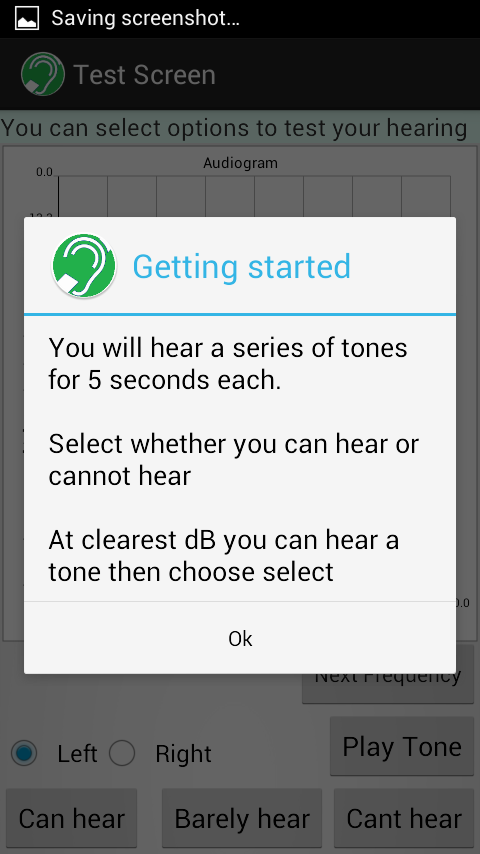 Saving screenshot...
Test Screen
You can select options to test your hearing
Audiogram
0.0
Getting started
You will hear a series of tones
for 5 seconds each.
Select whether you can hear or
cannot hear
At clearest dB you can hear a
tone then choose select
Ok
Next Frequency
Left
Right
Play Tone
Can hear
Barely hear
Cant hear